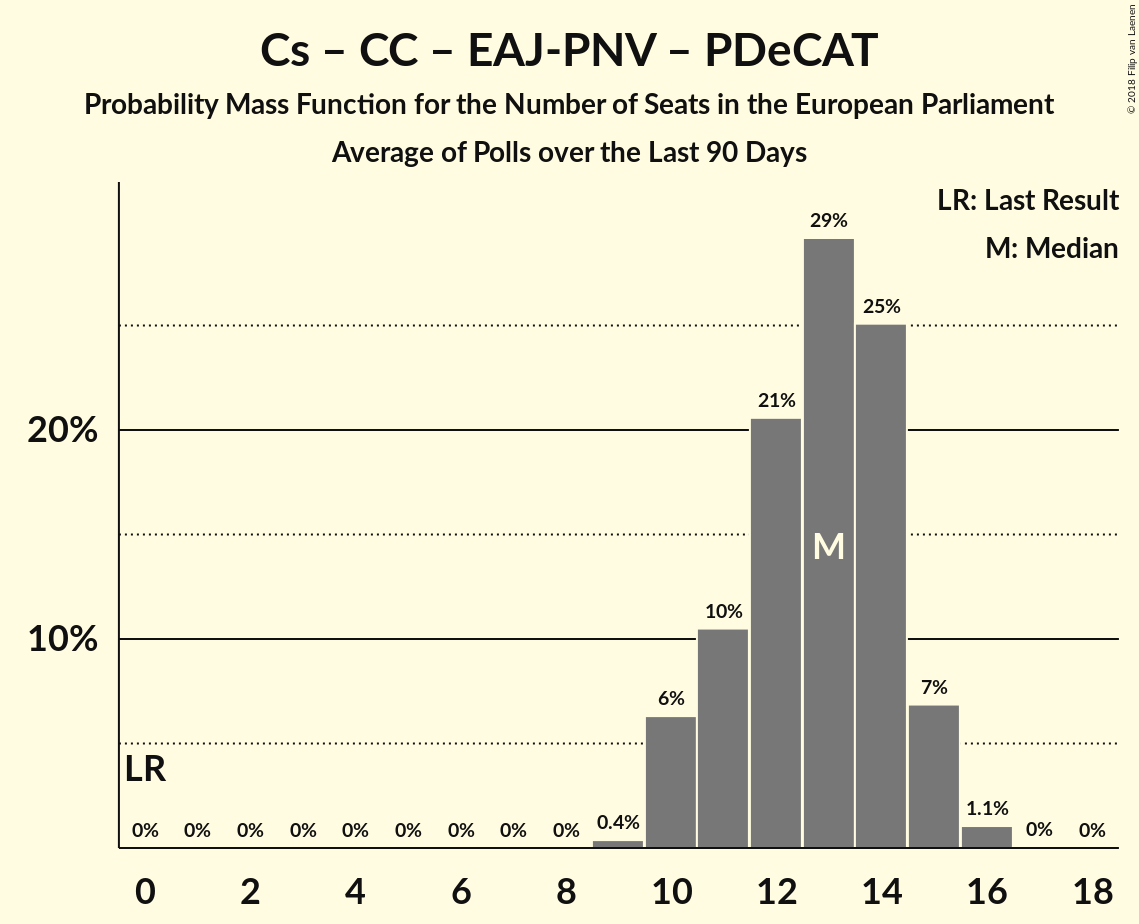 Cs – CC – EAJ-PNV – PDeCAT
Probability Mass Function for the Number of Seats in the European Parliament
Average of Polls over the Last 90 Days
© 2018 Filip van Laenen
LR: Last Result
M: Median
29%
25%
21%
20%
M
10%
10%
7%
6%
LR
0% 0% 0% 0% 0% 0% 0% 0% 0% 0.4% 1.1% 0% 0%
0 2 4 6 8 10 12 14 16 18